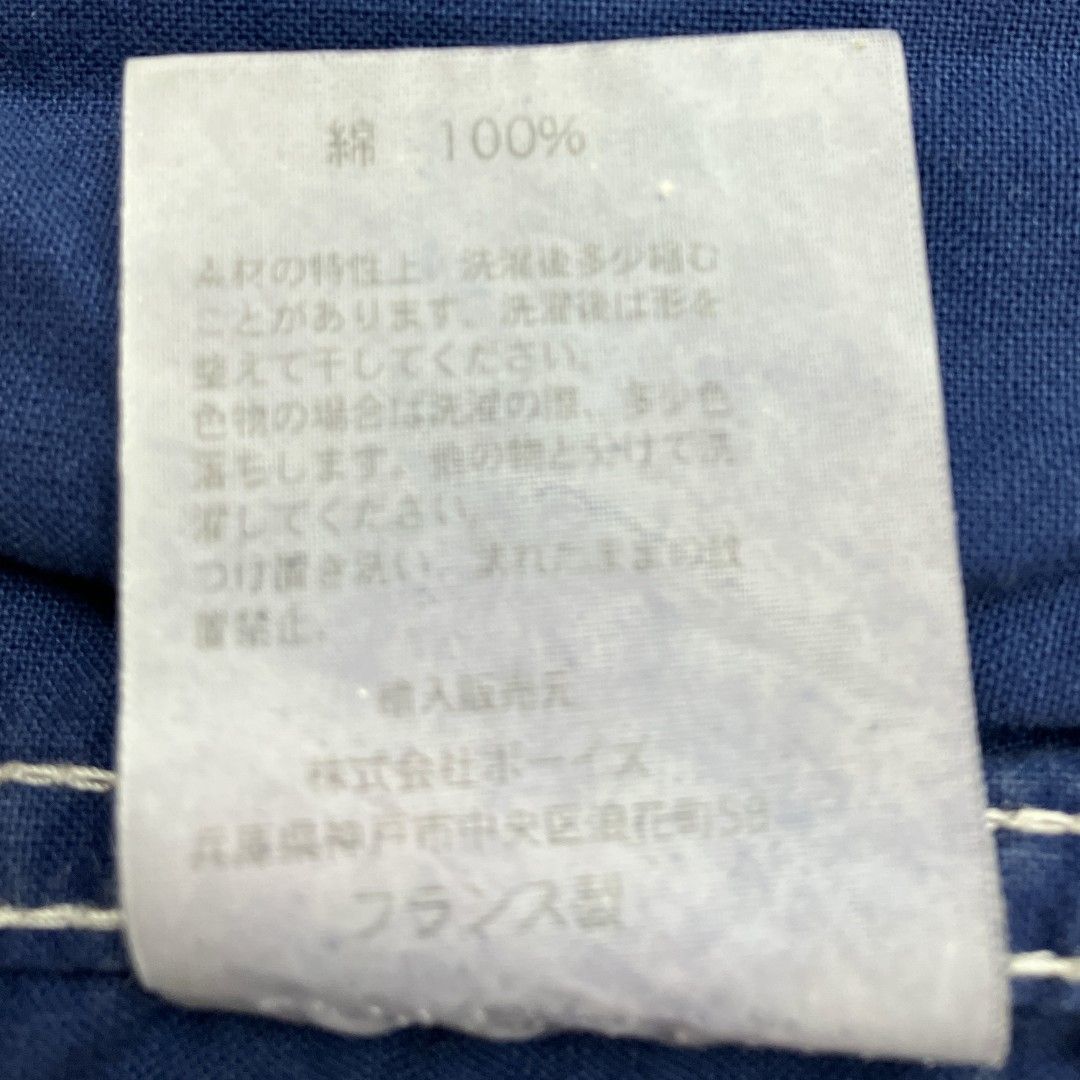 綿 100%
素材の特性上、洗濯後多少縮む
ことがあります。洗濯後は形を
整えて干してください。
色物の場合は洗濯の際、多少色
落ちします。他の物と分けて洗
濯してください。
つけ置き洗い、ぬれたままの放
置禁止。
輸入販売元
株式会社ボーイズ
兵庫県神戸市中央区浪花町59
フランス製